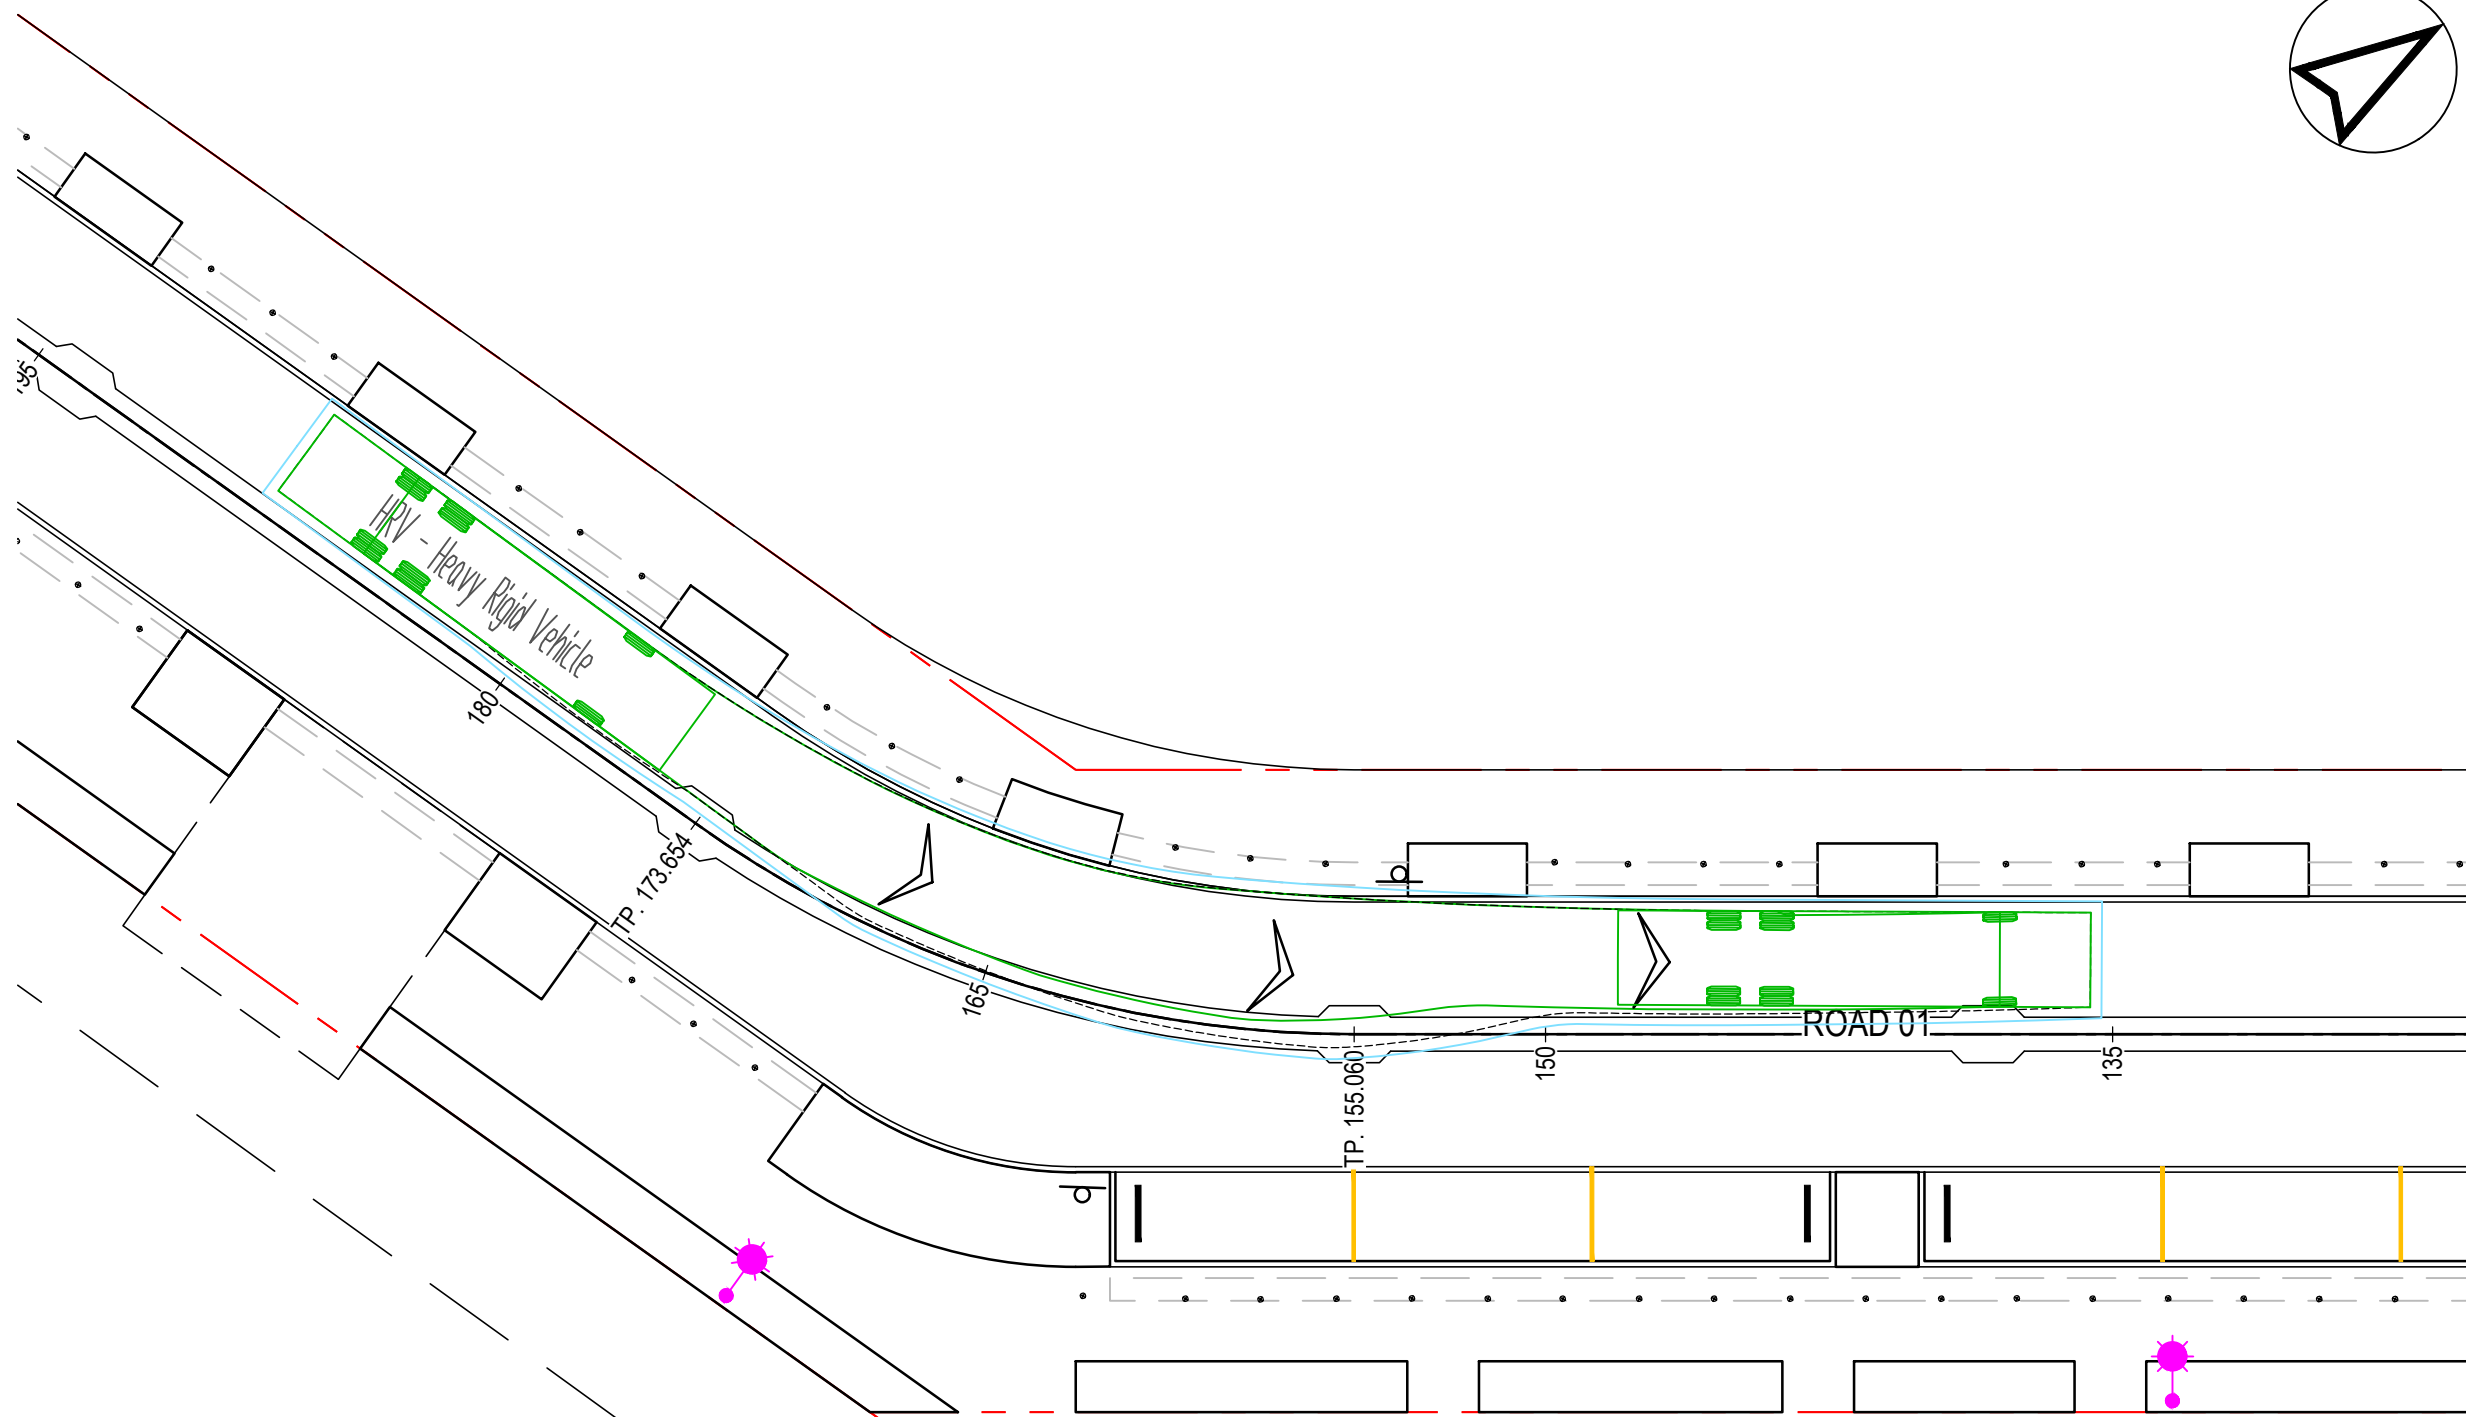 HRV - Heavy Rigid Vehicle
180
TP. 173.654
165
ROAD 01
TP. 155.060
150
135